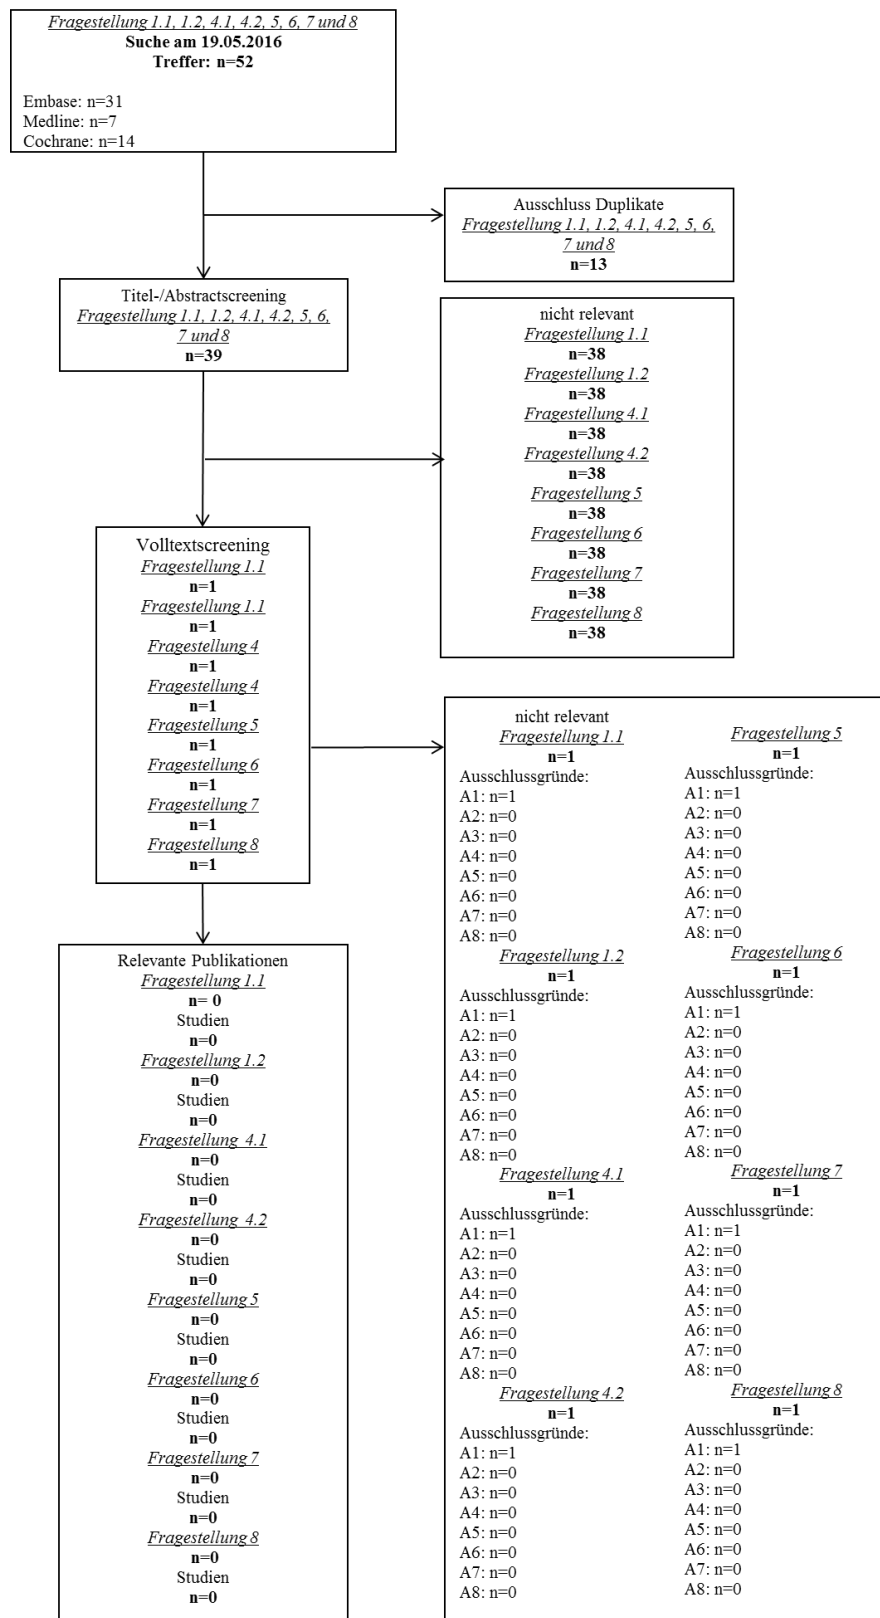 Fragestellung 1.1, 1.2, 4.1, 4.2, 5, 6, 7 und 8
Suche am 19.05.2016
Treffer: n=52
Embase: n=31
Medline: n=7
Cochrane: n=14
Ausschluss Duplikate
Fragestellung 1.1, 1.2, 4.1, 4.2, 5, 6,
7 und 8
n=13
Titel-/Abstractscreening
Fragestellung 1.1, 1.2, 4.1, 4.2, 5, 6,
7 und 8
n=39
nicht relevant
Fragestellung 1.1
n=38
Fragestellung 1.2
n=38
Fragestellung 4.1
n=38
Fragestellung 4.2
n=38
Fragestellung 5
n=38
Fragestellung 6
n=38
Fragestellung 7
n=38
Fragestellung 8
n=38
Volltextscreening
Fragestellung 1.1
n=1
Fragestellung 1.1
n=1
Fragestellung 4
n=1
Fragestellung 4
n=1
Fragestellung 5
n=1
Fragestellung 6
n=1
Fragestellung 7
n=1
Fragestellung 8
n=1
nicht relevant
Fragestellung 1.1
n=1
Ausschlussgründe:
A1: n=1
A2: n=0
A3: n=0
A4: n=0
A5: n=0
A6: n=0
A7: n=0
A8: n=0
Fragestellung 1.2
n=1
Ausschlussgründe:
A1: n=1
A2: n=0
A3: n=0
A4: n=0
A5: n=0
A6: n=0
A7: n=0
A8: n=0
Fragestellung 4.1
n=1
Ausschlussgründe:
A1: n=1
A2: n=0
A3: n=0
A4: n=0
A5: n=0
A6: n=0
A7: n=0
A8: n=0
Fragestellung 4.2
n=1
Ausschlussgründe:
A1: n=1
A2: n=0
A3: n=0
A4: n=0
A5: n=0
A6: n=0
A7: n=0
A8: n=0
Fragestellung 5
n=1
Ausschlussgründe:
A1: n=1
A2: n=0
A3: n=0
A4: n=0
A5: n=0
A6: n=0
A7: n=0
A8: n=0
Fragestellung 6
n=1
Ausschlussgründe:
A1: n=1
A2: n=0
A3: n=0
A4: n=0
A5: n=0
A6: n=0
A7: n=0
A8: n=0
Fragestellung 7
n=1
Ausschlussgründe:
A1: n=1
A2: n=0
A3: n=0
A4: n=0
A5: n=0
A6: n=0
A7: n=0
A8: n=0
Fragestellung 8
n=1
Ausschlussgründe:
A1: n=1
A2: n=0
A3: n=0
A4: n=0
A5: n=0
A6: n=0
A7: n=0
A8: n=0
Relevante Publikationen
Fragestellung 1.1
n= 0
Studien
n=0
Fragestellung 1.2
n=0
Studien
n=0
Fragestellung 4.1
n=0
Studien
n=0
Fragestellung 4.2
n=0
Studien
n=0
Fragestellung 5
n=0
Studien
n=0
Fragestellung 6
n=0
Studien
n=0
Fragestellung 7
n=0
Studien
n=0
Fragestellung 8
n=0
Studien
n=0